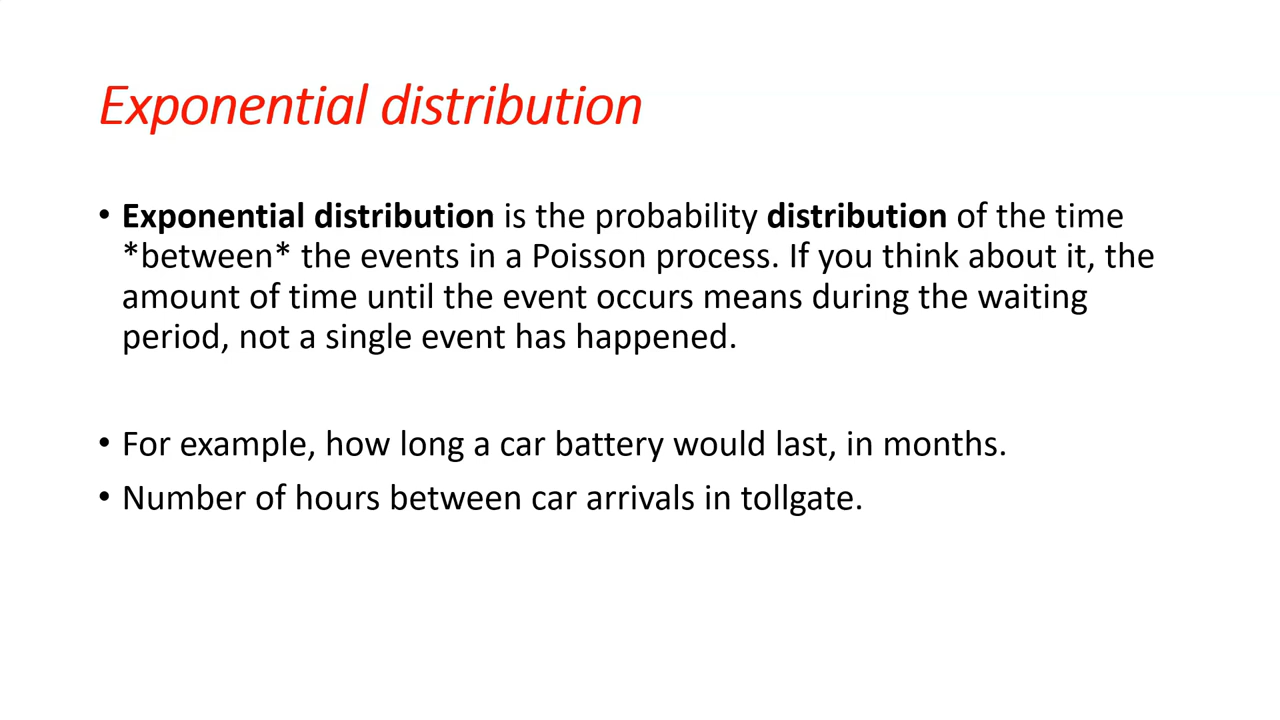 Exponential distribution
• Exponential distribution is the probability distribution of the time
*between* the events in a Poisson process. If you think about it, the
amount of time until the event occurs means during the waiting
period, not a single event has happened.
• For example, how long a car battery would last, in months.
• Number of hours between car arrivals in tollgate.